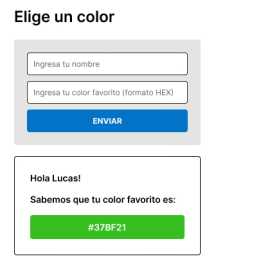 Elige un color
Ingresa tu nombre
Ingresa tu color favorito (formato HEX)
ENVIAR
Hola Lucas!
Sabemos que tu color favorito es:
#37BF21